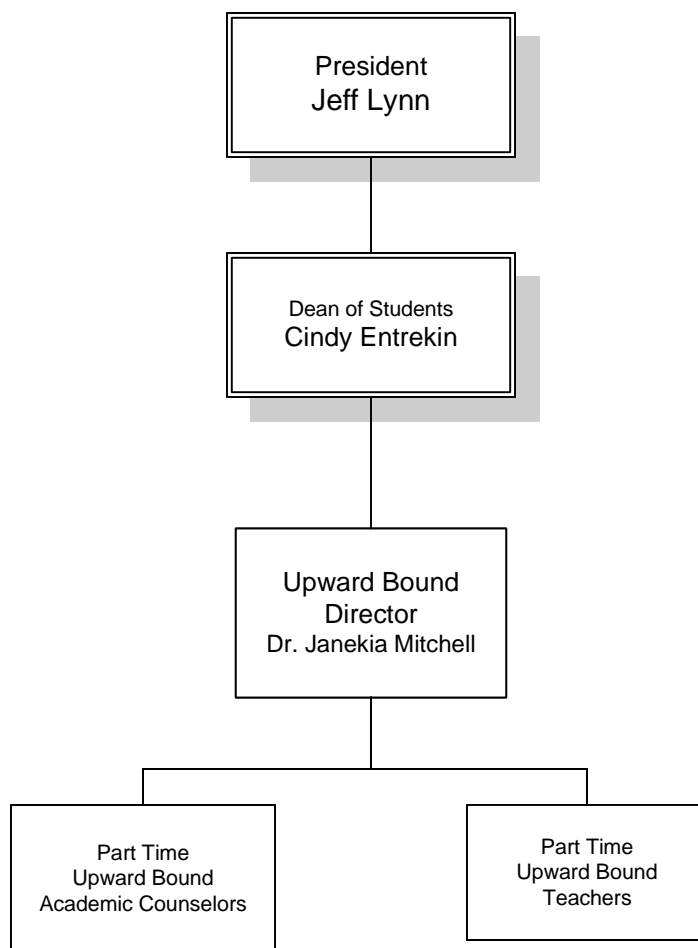 President
Jeff Lynn
Dean of Students
Cindy Entrekin
Upward Bound
Director
Dr. Janekia Mitchell
Part Time
Upward Bound
Academic Counselors
Part Time
Upward Bound
Teachers